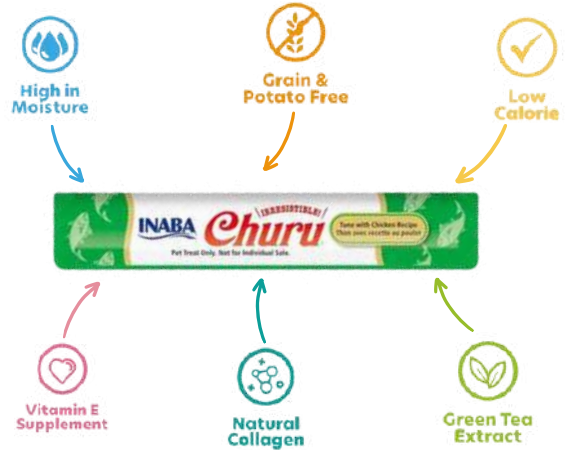 High in
Moisture
Grain &
Potato Free
Low
Calorie
IRRESISTIBLE!
INABA
Churu
Tuna with Chicken Recipe
Thon avec recette au poulet
Pet Treat Only. Not for Individual Sale.
Vitamin E
Supplement
Natural
Collagen
Green Tea
Extract